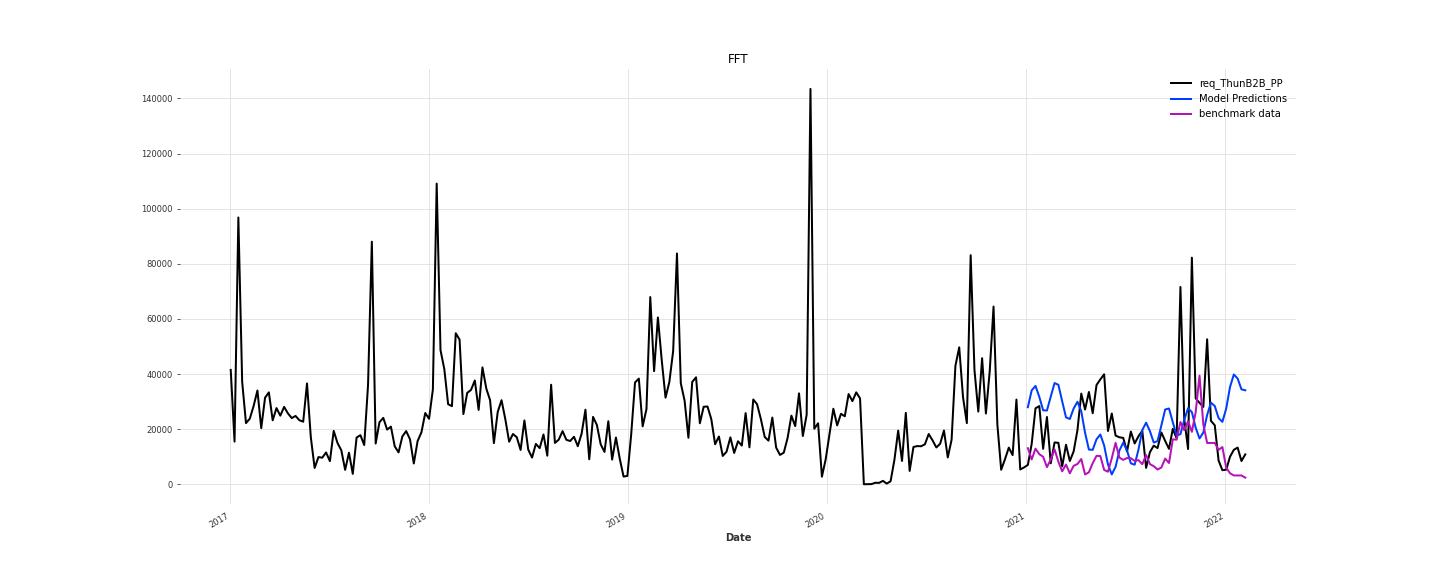 FFT
req_ThunB2B_PP
Model Predictions
benchmark data
140000
120000
100000
80000
60000
40000
20000
0
2017 2018 2019 2020 2021 2022
Date